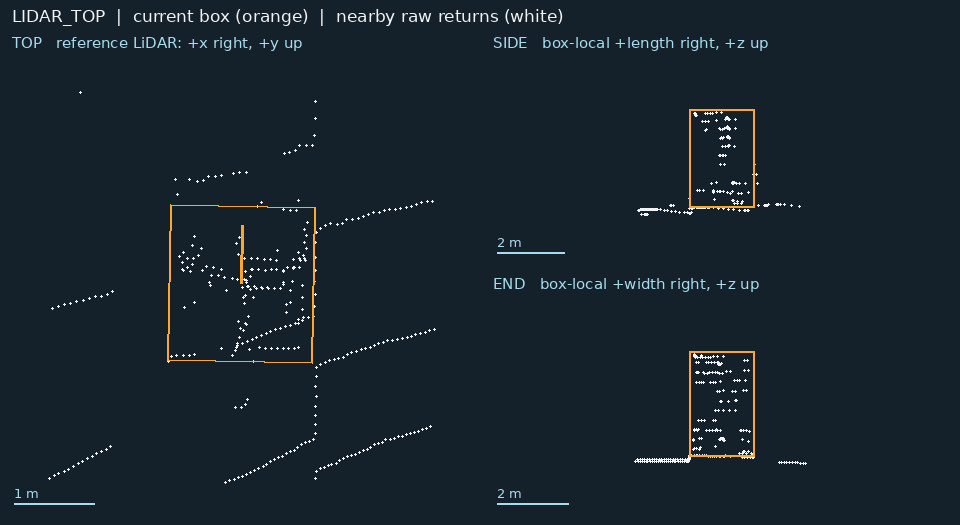 LIDAR_TOP | current box (orange) | nearby raw returns (white)
TOP reference LiDAR: +x right, +y up
SIDE box-local +length right, +z up
2 m
END box-local +width right, +z up
1 m
2 m